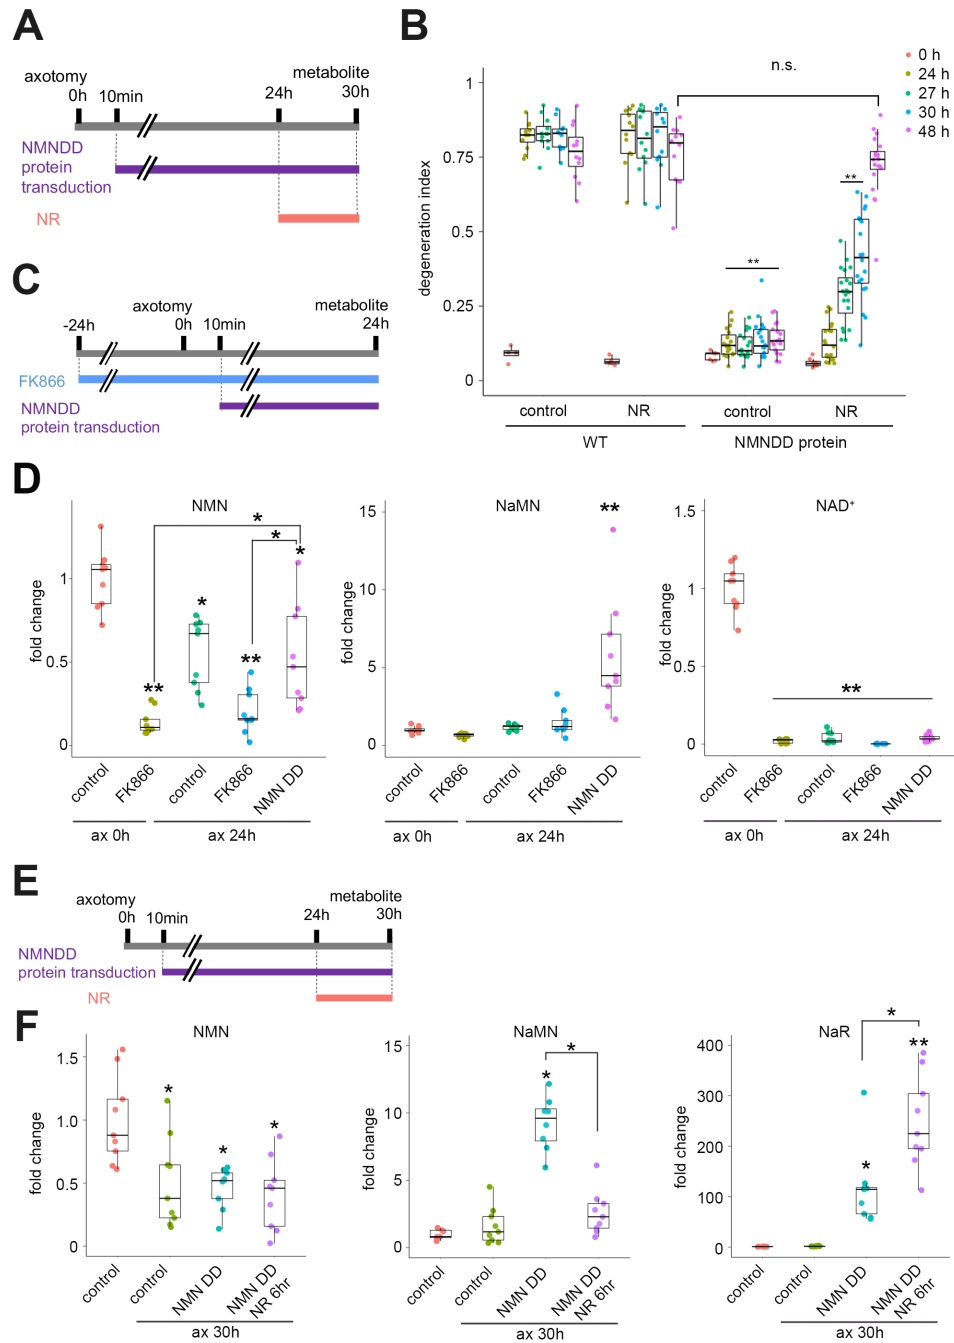 A
axotomy
metabolite
0h 10min 24h 30h
NMNDD
protein
transduction
NR
B
n.s.
0 h
24 h
27 h
30 h
48 h
degeneration index
1
0.75
0.5
0.25
0
**
**
control NR control NR
WT NMNDD protein
C
axotomy metabolite
-24h 0h 10min 24h
FK866
NMNDD
protein transduction
D
NMN
fold change
1
0.5
0
*
*
*
*
**
**
control FK866 control FK866 NMN DD
ax 0h ax 24h
NaMN
fold change
15
10
5
0
**
control FK866 control FK866 NMN DD
ax 0h ax 24h
NAD+
fold change
1.5
1
0.5
0
**
control FK866 control FK866 NMN DD
ax 0h ax 24h
E
axotomy metabolite
0h 10min 24h 30h
NMNDD
protein transduction
NR
F
NMN
fold change
1.5
1.0
0.5
0
*
*
*
control control NMN DD NMN DD
NR 6hr
ax 30h
NaMN
fold change
15
10
5
0
*
*
control control NMN DD NMN DD
NR 6hr
ax 30h
NaR
fold change
400
300
200
100
0
*
**
*
control control NMN DD NMN DD
NR 6hr
ax 30h